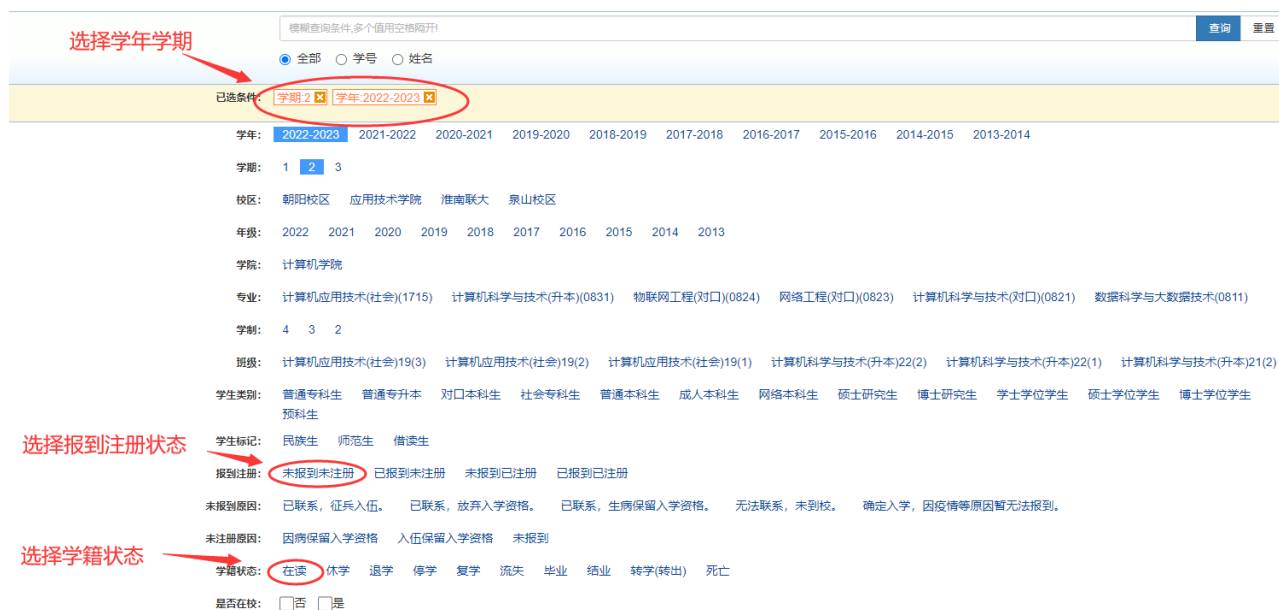 模糊查询条件,多个值用空格隔开! 查询 重置
选择学年学期
全部 学号 姓名
已选条件: 学期:2 学年:2022-2023
学年: 2022-2023 2021-2022 2020-2021 2019-2020 2018-2019 2017-2018 2016-2017 2015-2016 2014-2015 2013-2014
学期: 1 2 3
校区: 朝阳校区 应用技术学院 淮南联大 泉山校区
年级: 2022 2021 2020 2019 2018 2017 2016 2015 2014 2013
学院: 计算机学院
专业: 计算机应用技术(社会)(1715) 计算机科学与技术(升本)(0831) 物联网工程(对口)(0824) 网络工程(对口)(0823) 计算机科学与技术(对口)(0821) 数据科学与大数据技术(0811)
学制: 4 3 2
班级: 计算机应用技术(社会)19(3) 计算机应用技术(社会)19(2) 计算机应用技术(社会)19(1) 计算机科学与技术(升本)22(2) 计算机科学与技术(升本)22(1) 计算机科学与技术(升本)21(2)
学生类别: 普通专科生 普通专升本 对口本科生 社会专科生 普通本科生 成人本科生 网络本科生 硕士研究生 博士研究生 学士学位学生 硕士学位学生 博士学位学生
预科生
学生标记: 民族生 师范生 借读生
选择报到注册状态
报到注册: 未报到未注册 已报到未注册 未报到已注册 已报到已注册
未报到原因: 已联系，征兵入伍。 已联系，放弃入学资格。 已联系，生病保留入学资格。 无法联系，未到校。 确定入学，因疫情等原因暂无法报到。
未注册原因: 因病保留入学资格 入伍保留入学资格 未报到
选择学籍状态
学籍状态: 在读 休学 退学 停学 复学 流失 毕业 结业 转学(转出) 死亡
是否在校: 否 是